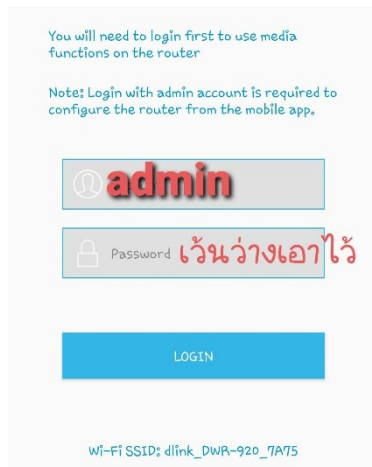 You will need to login first to use media
functions on the router
Note: Login with admin account is required to
configure the router from the mobile app.
admin
Password เว้นว่างเอาไว้
LOGIN
Wi-Fi SSID: dlink_DWR-920_7A75